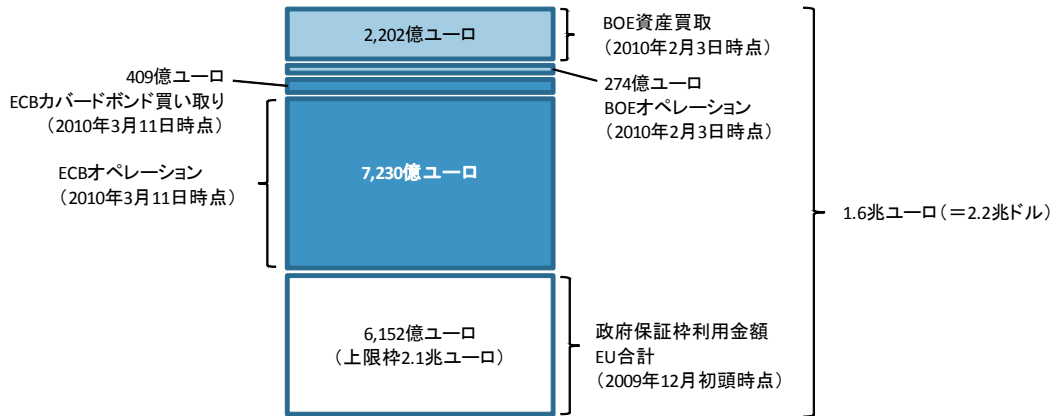 2,202億ユーロ
BOE資産買取
（2010年2月3日時点）
409億ユーロ
ECBカバードボンド買い取り
（2010年3月11日時点）
274億ユーロ
BOEオペレーション
（2010年2月3日時点）
ECBオペレーション
（2010年3月11日時点）
7,230億ユーロ
1.6兆ユーロ（＝2.2兆ドル）
6,152億ユーロ
（上限枠2.1兆ユーロ）
政府保証枠利用金額
EU合計
（2009年12月初頭時点）